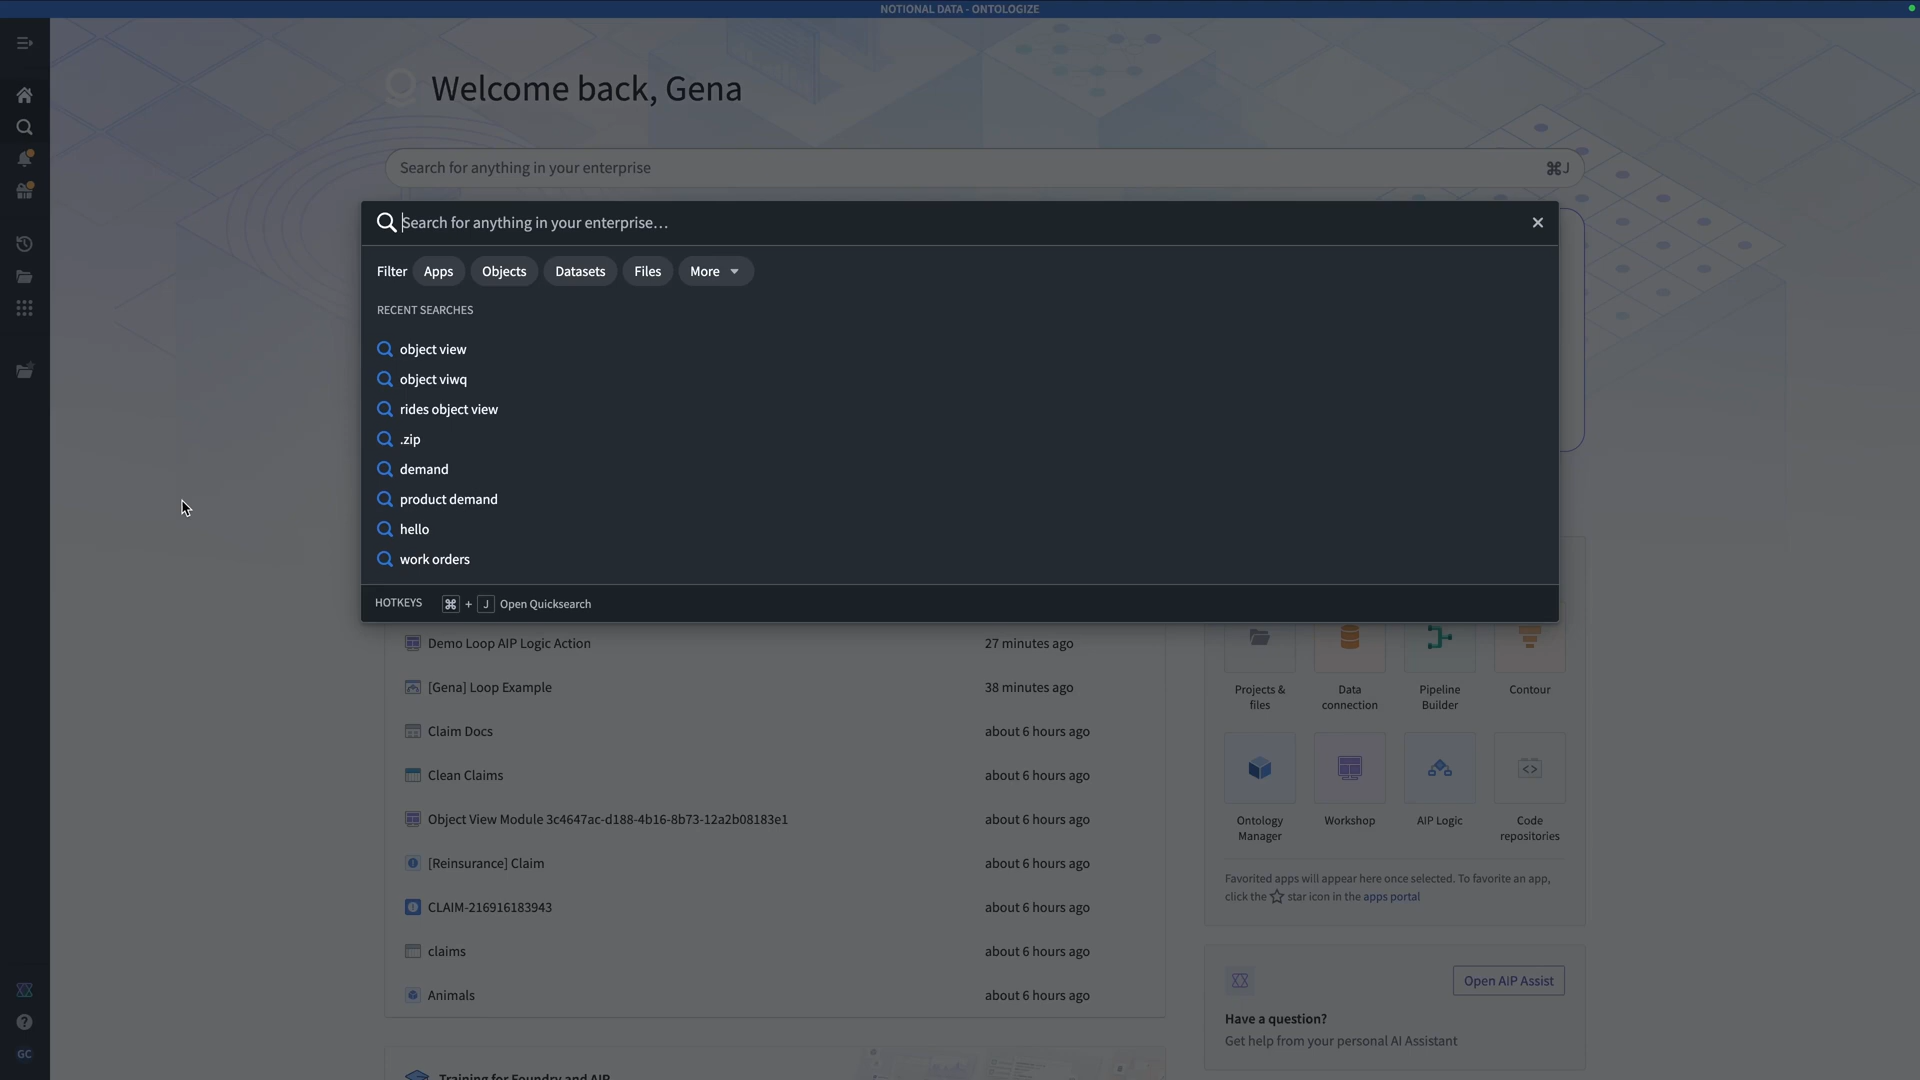 NOTIONAL DATA - ONTOLOGIZE
Welcome back, Gena
Search for anything in your enterprise
⌘J
Search for anything in your enterprise…
Filter
Apps
Objects
Datasets
Files
More
RECENT SEARCHES
object view
object viwq
rides object view
.zip
demand
product demand
hello
work orders
HOTKEYS ⌘ + J Open Quicksearch
Demo Loop AIP Logic Action 27 minutes ago
[Gena] Loop Example 38 minutes ago
Claim Docs about 6 hours ago
Clean Claims about 6 hours ago
Object View Module 3c4647ac-d188-4b16-8b73-12a2b08183e1 about 6 hours ago
[Reinsurance] Claim about 6 hours ago
CLAIM-216916183943 about 6 hours ago
claims about 6 hours ago
Animals about 6 hours ago
Training for Foundry and AIP
Projects &
files
Data
connection
Pipeline
Builder
Contour
Ontology
Manager
Workshop
AIP Logic
Code
repositories
Favorited apps will appear here once selected. To favorite an app,
click the star icon in the apps portal
Open AIP Assist
Have a question?
Get help from your personal AI Assistant
GC